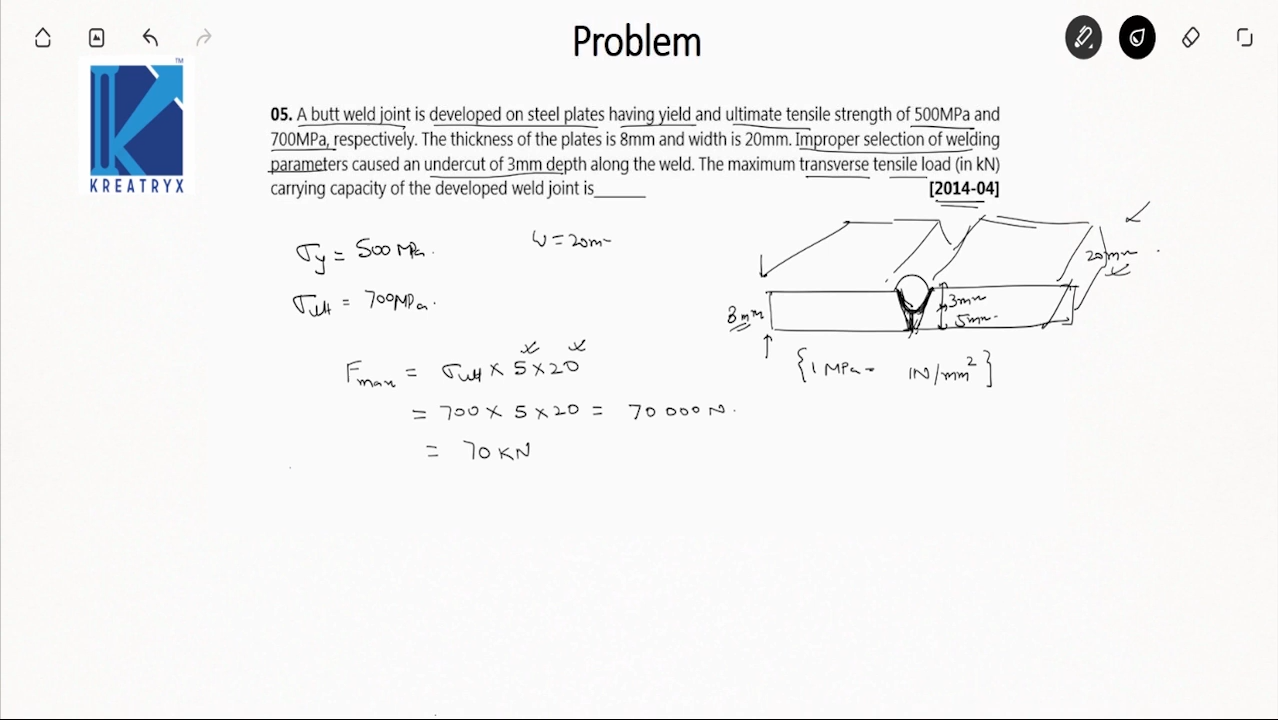 Problem
TM
KREATRYX
05. A butt weld joint is developed on steel plates having yield and ultimate tensile strength of 500MPa and
700MPa, respectively. The thickness of the plates is 8mm and width is 20mm. Improper selection of welding
parameters caused an undercut of 3mm depth along the weld. The maximum transverse tensile load (in kN)
carrying capacity of the developed weld joint is______
[2014-04]
σy = 500 MPa.
W = 20m
σult = 700MPa.
20mm
8mm
3mm
5mm
Fmax = σult × 5 × 20
{1 MPa = 1N/mm²}
= 700 × 5 × 20 = 70 000 N.
= 70 KN